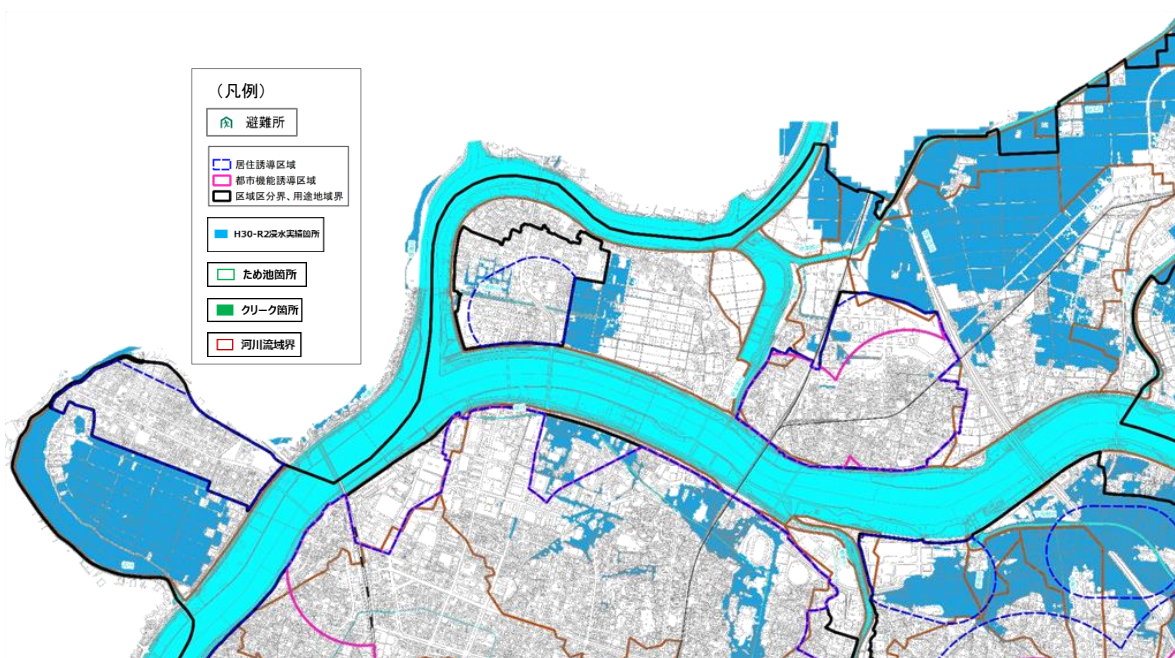 （凡例）
避難所
居住誘導区域
都市機能誘導区域
区域区分界、用途地域界
H30-R2浸水実績箇所
ため池箇所
クリーク箇所
河川流域界